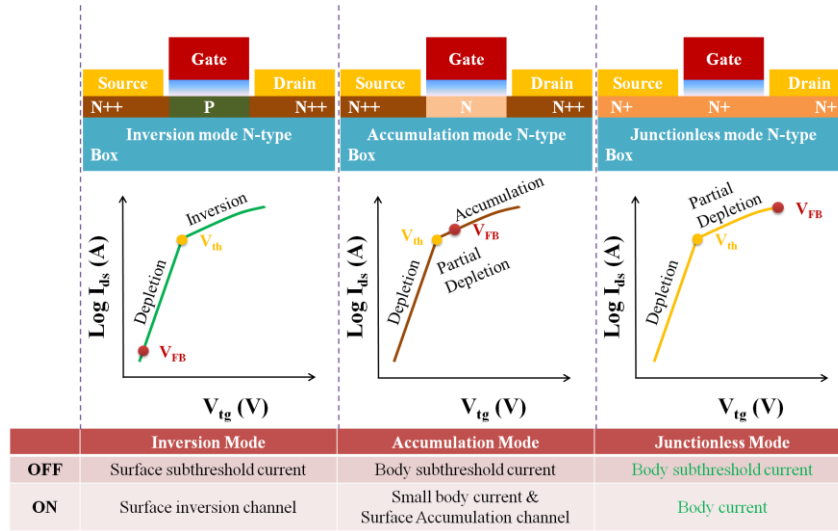 Gate Gate Gate
Source Drain Source Drain Source Drain
N++ P N++ N++ N N++ N+ N+ N+
Inversion mode N-type Accumulation mode N-type Junctionless mode N-type
Box Box Box
Log Ids (A)
Depletion
Inversion
Vth
VFB
Vtg (V)
Log Ids (A)
Depletion
Accumulation
Vth
VFB
Partial
Depletion
Vtg (V)
Log Ids (A)
Depletion
Partial
Depletion
VFB
Vth
Vtg (V)
Inversion Mode Accumulation Mode Junctionless Mode
OFF Surface subthreshold current Body subthreshold current Body subthreshold current
ON Surface inversion channel Small body current & Surface Accumulation channel Body current